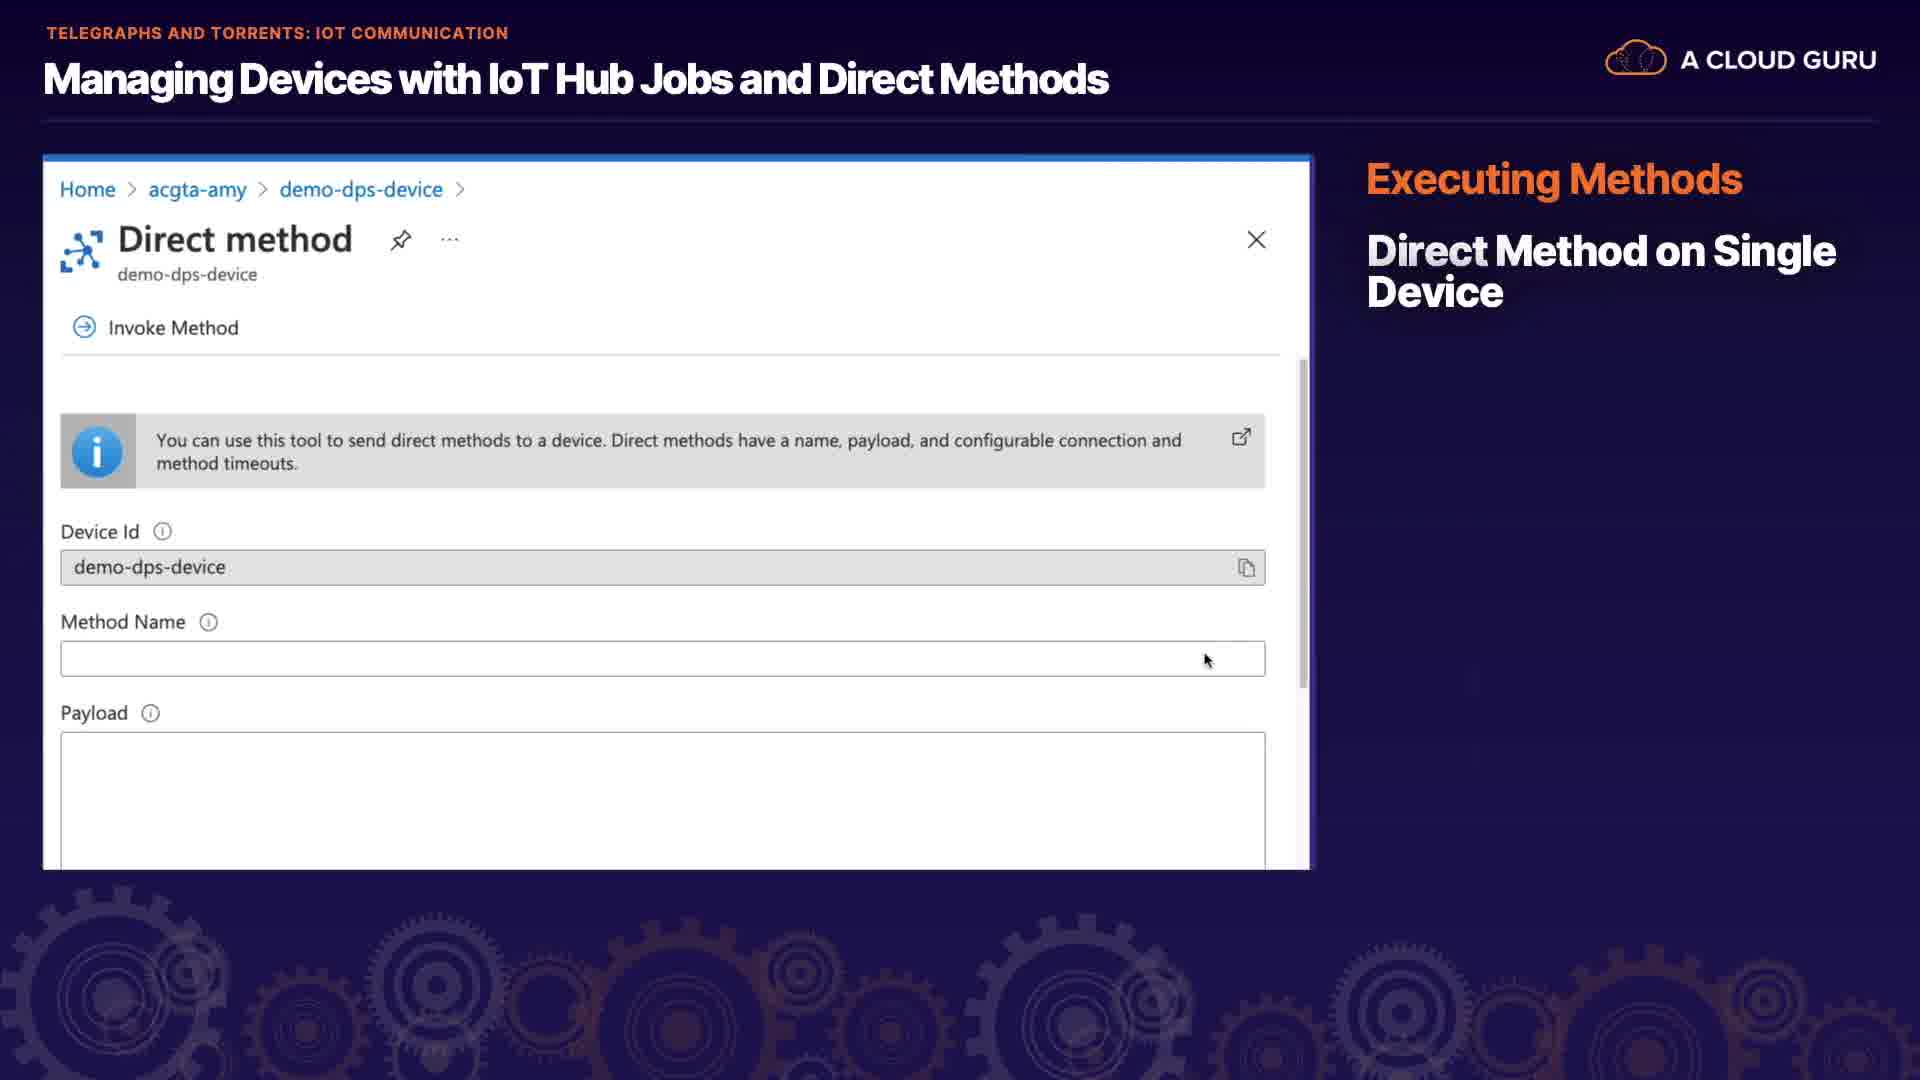 TELEGRAPHS AND TORRENTS: IOT COMMUNICATION
Managing Devices with IoT Hub Jobs and Direct Methods
A CLOUD GURU
Home > acgta-amy > demo-dps-device >
Direct method
demo-dps-device
Invoke Method
You can use this tool to send direct methods to a device. Direct methods have a name, payload, and configurable connection and
method timeouts.
Device Id
demo-dps-device
Method Name
Payload
Executing Methods
Direct Method on Single
Device